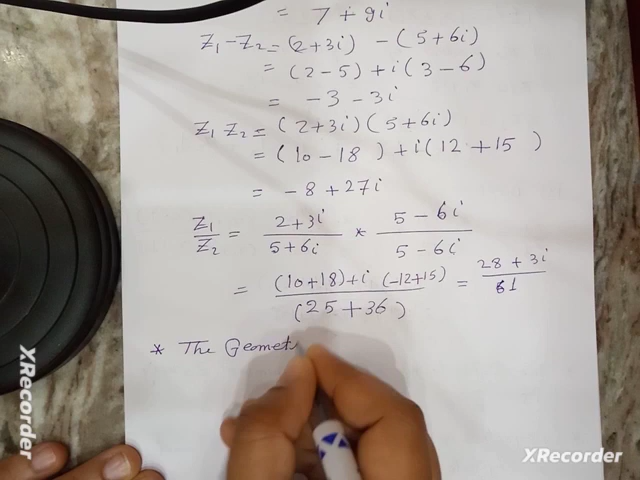 = 7 + 9i
Z₁ - Z₂ = (2+3i) - (5+6i)
= (2-5) + i(3-6)
= -3 - 3i
Z₁ Z₂ = (2+3i)(5+6i)
= (10-18) + i(12+15)
= -8 + 27i
Z₁/Z₂ = (2+3i)/(5+6i) * (5-6i)/(5-6i)
= ((10+18)+i(-12+15))/(25+36) = (28+3i)/61
* The Geomet
XRecorder
XRecorder